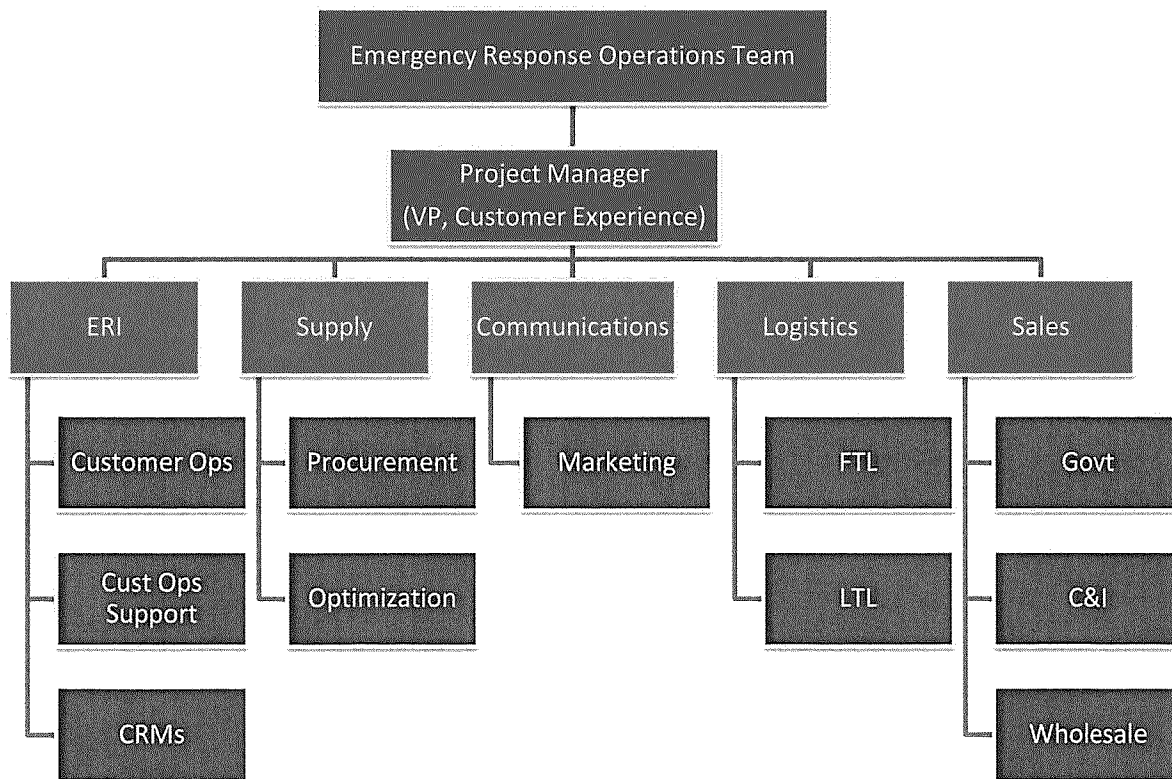 Emergency Response Operations Team
Project Manager
(VP, Customer Experience)
ERI
Supply
Communications
Logistics
Sales
Customer Ops
Procurement
Marketing
FTL
Govt
Cust Ops
Support
Optimization
LTL
C&I
CRMs
Wholesale